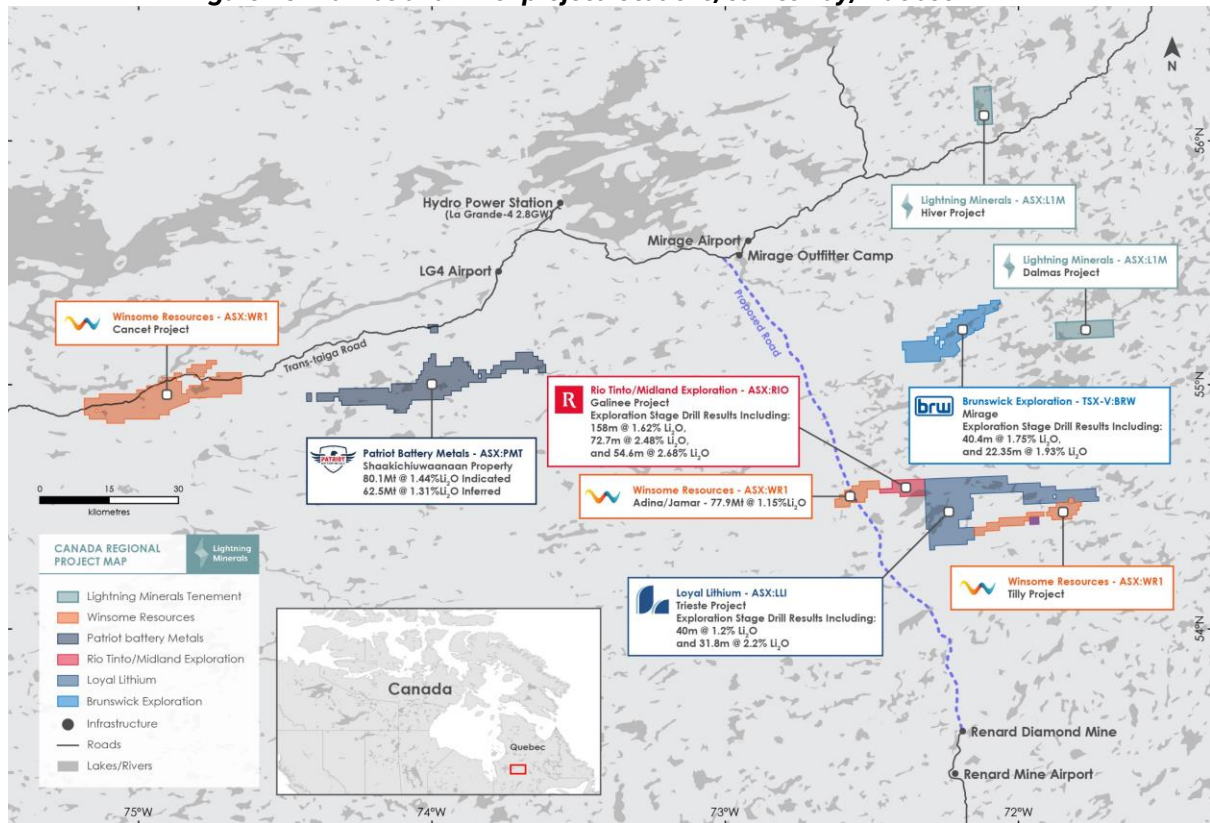 N
56°N
55°N
54°N
Lightning Minerals - ASX:L1M
Hiver Project
Hydro Power Station
(La Grande-4 2.8GW)
Mirage Airport
Mirage Outfitter Camp
LG4 Airport
Lightning Minerals - ASX:L1M
Dalmas Project
Winsome Resources - ASX:WR1
Cancet Project
Trans-taiga Road
Proposed Road
R
Rio Tinto/Midland Exploration - ASX:RIO
Galinee Project
Exploration Stage Drill Results Including:
158m @ 1.62% Li₂O,
72.7m @ 2.48% Li₂O,
and 54.6m @ 2.68% Li₂O
brw
Brunswick Exploration - TSX-V:BRW
Mirage
Exploration Stage Drill Results Including:
40.4m @ 1.75% Li₂O,
and 22.35m @ 1.93% Li₂O
PATRIOT
Patriot Battery Metals - ASX:PMT
Shaakichiuwaanaan Property
80.1Mt @ 1.44%Li₂O Indicated
62.5Mt @ 1.31%Li₂O Inferred
Winsome Resources - ASX:WR1
Adina/Jamar - 77.9Mt @ 1.15%Li₂O
0 15 30
kilometres
Loyal Lithium - ASX:LLI
Trieste Project
Exploration Stage Drill Results Including:
40m @ 1.2% Li₂O
and 31.8m @ 2.2% Li₂O
Winsome Resources - ASX:WR1
Tilly Project
CANADA REGIONAL
PROJECT MAP
Lightning
Minerals
Lightning Minerals Tenement
Winsome Resources
Patriot battery Metals
Rio Tinto/Midland Exploration
Loyal Lithium
Brunswick Exploration
Infrastructure
Roads
Lakes/Rivers
Canada
Quebec
Renard Diamond Mine
Renard Mine Airport
75°W
74°W
73°W
72°W